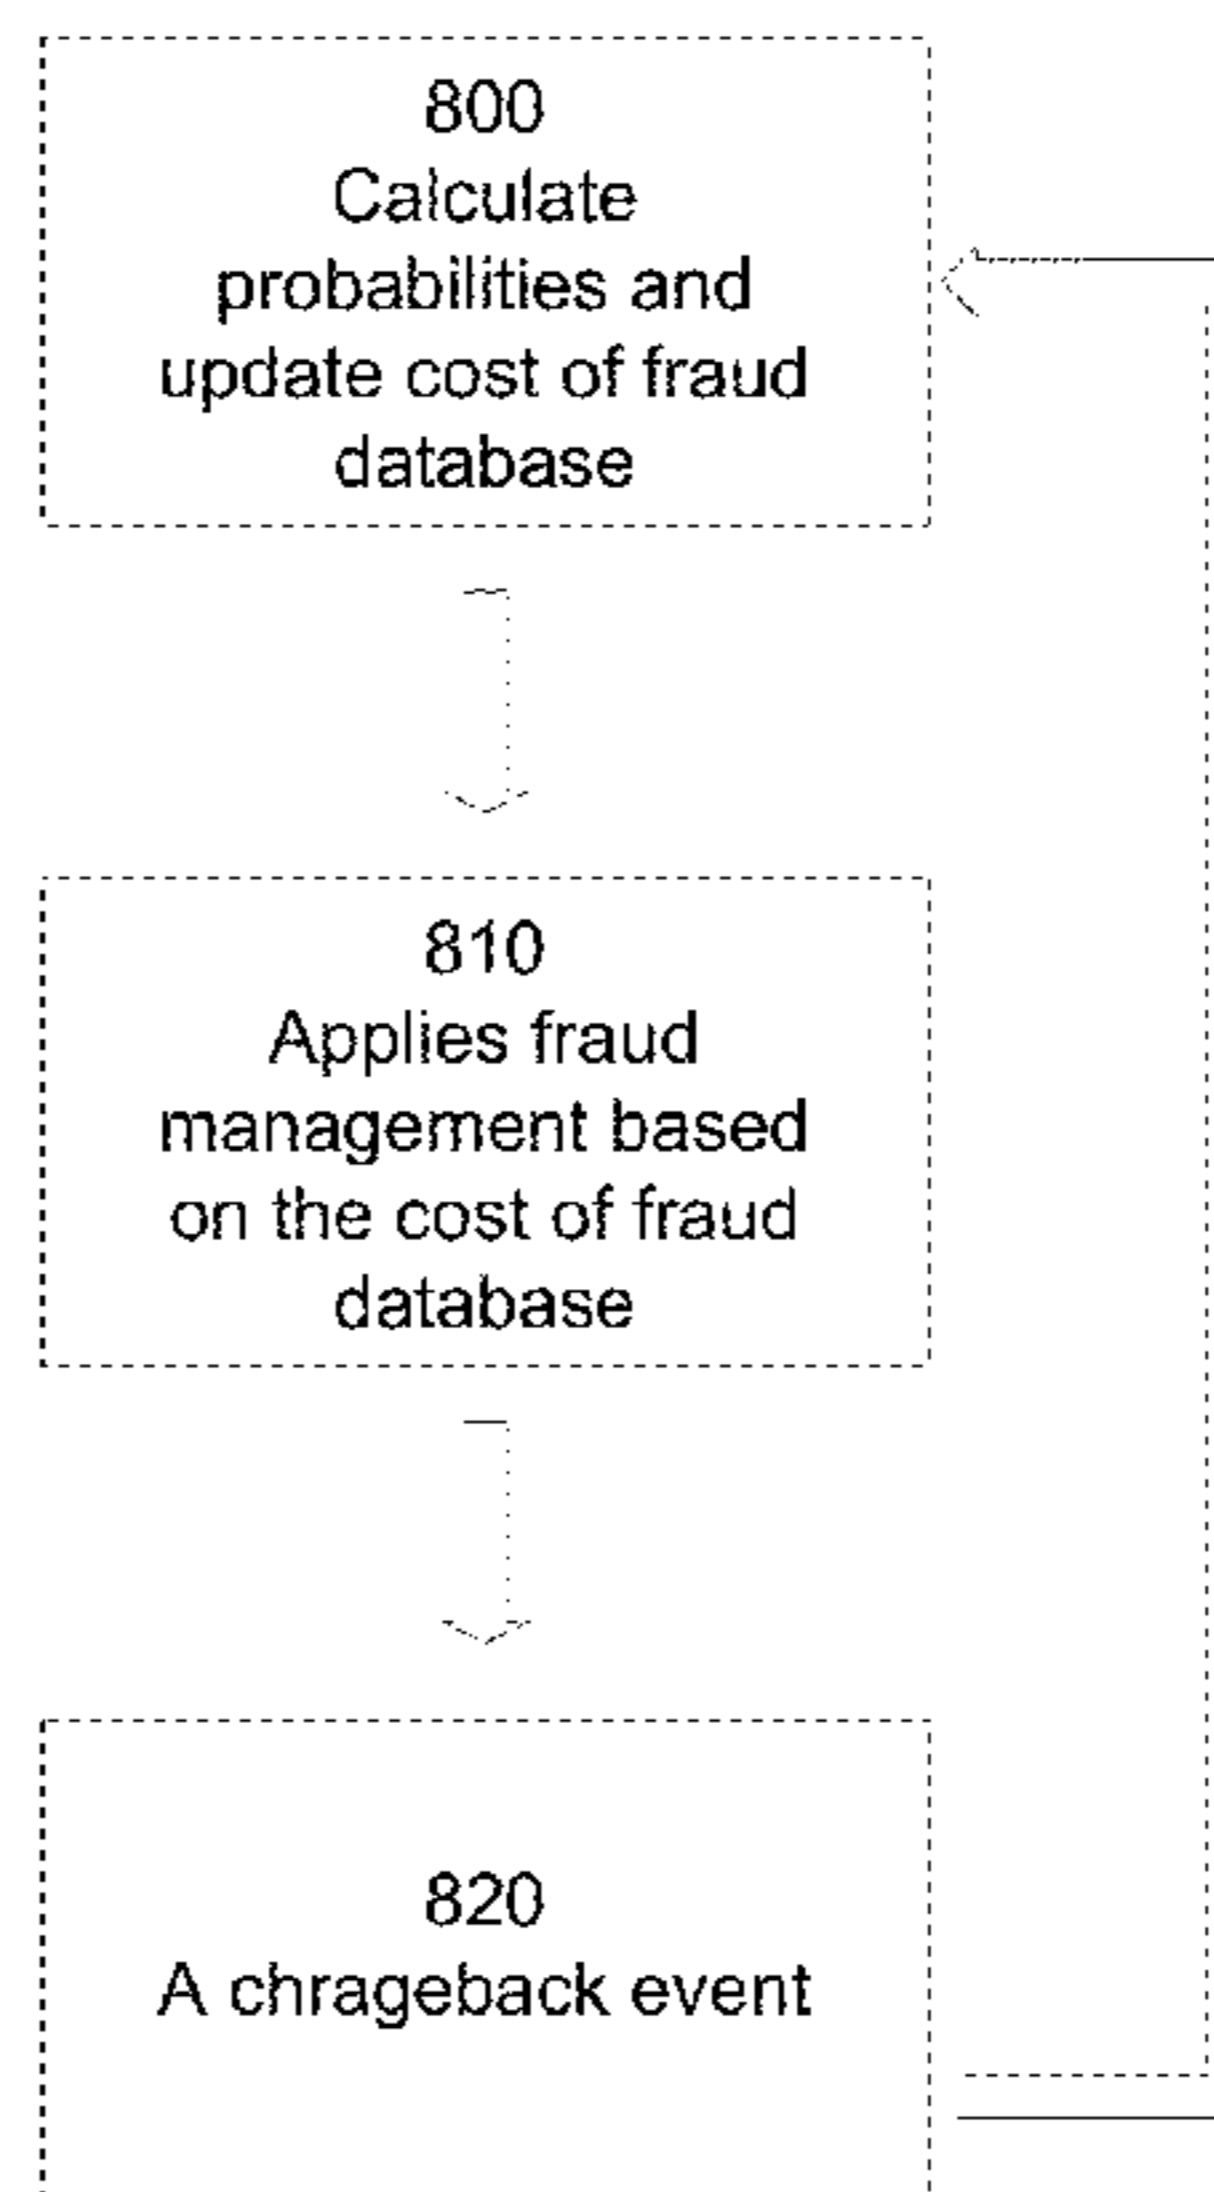 800
Calculate
probabilities and
update cost of fraud
database
810
Applies fraud
management based
on the cost of fraud
database
820
A chrageback event